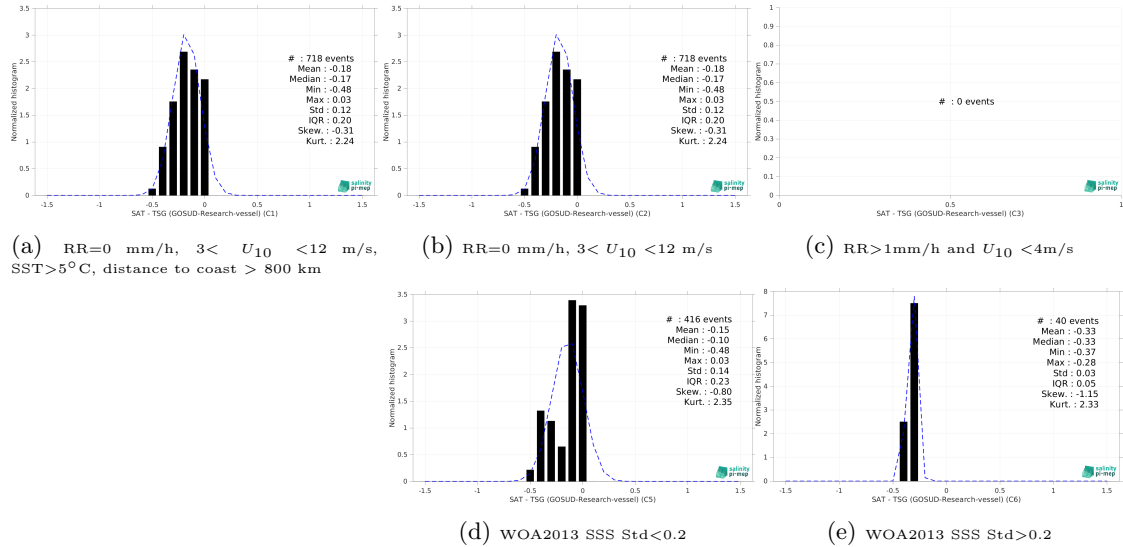 3.5
3
2.5
2
1.5
1
0.5
0
Normalized histogram
# : 718 events
Mean : -0.18
Median : -0.17
Min : -0.48
Max : 0.03
Std : 0.12
IQR : 0.20
Skew. : -0.31
Kurt. : 2.24
salinity
pi-mep
-1.5 -1 -0.5 0 0.5 1 1.5
SAT - TSG (GOSUD-Research-vessel) (C1)
(a) RR=0 mm/h, 3< U10 <12 m/s,
SST>5°C, distance to coast > 800 km
3.5
3
2.5
2
1.5
1
0.5
0
Normalized histogram
# : 718 events
Mean : -0.18
Median : -0.17
Min : -0.48
Max : 0.03
Std : 0.12
IQR : 0.20
Skew. : -0.31
Kurt. : 2.24
salinity
pi-mep
-1.5 -1 -0.5 0 0.5 1 1.5
SAT - TSG (GOSUD-Research-vessel) (C2)
(b) RR=0 mm/h, 3< U10 <12 m/s
1
0.9
0.8
0.7
0.6
0.5
0.4
0.3
0.2
0.1
0
Normalized histogram
# : 0 events
salinity
pi-mep
0 0.5 1
SAT - TSG (GOSUD-Research-vessel) (C3)
(c) RR>1mm/h and U10 <4m/s
3.5
3
2.5
2
1.5
1
0.5
0
Normalized histogram
# : 416 events
Mean : -0.15
Median : -0.10
Min : -0.48
Max : 0.03
Std : 0.14
IQR : 0.23
Skew. : -0.80
Kurt. : 2.35
salinity
pi-mep
-1.5 -1 -0.5 0 0.5 1 1.5
SAT - TSG (GOSUD-Research-vessel) (C5)
(d) WOA2013 SSS Std<0.2
8
7
6
5
4
3
2
1
0
Normalized histogram
# : 40 events
Mean : -0.33
Median : -0.33
Min : -0.37
Max : -0.28
Std : 0.03
IQR : 0.05
Skew. : -1.15
Kurt. : 2.33
salinity
pi-mep
-1.5 -1 -0.5 0 0.5 1 1.5
SAT - TSG (GOSUD-Research-vessel) (C6)
(e) WOA2013 SSS Std>0.2